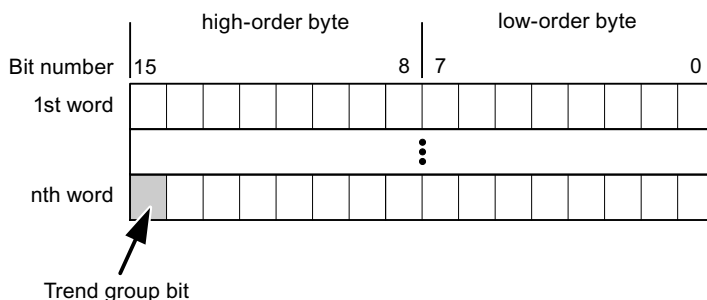 high-order byte low-order byte
Bit number 15 8 7 0
1st word
nth word
Trend group bit